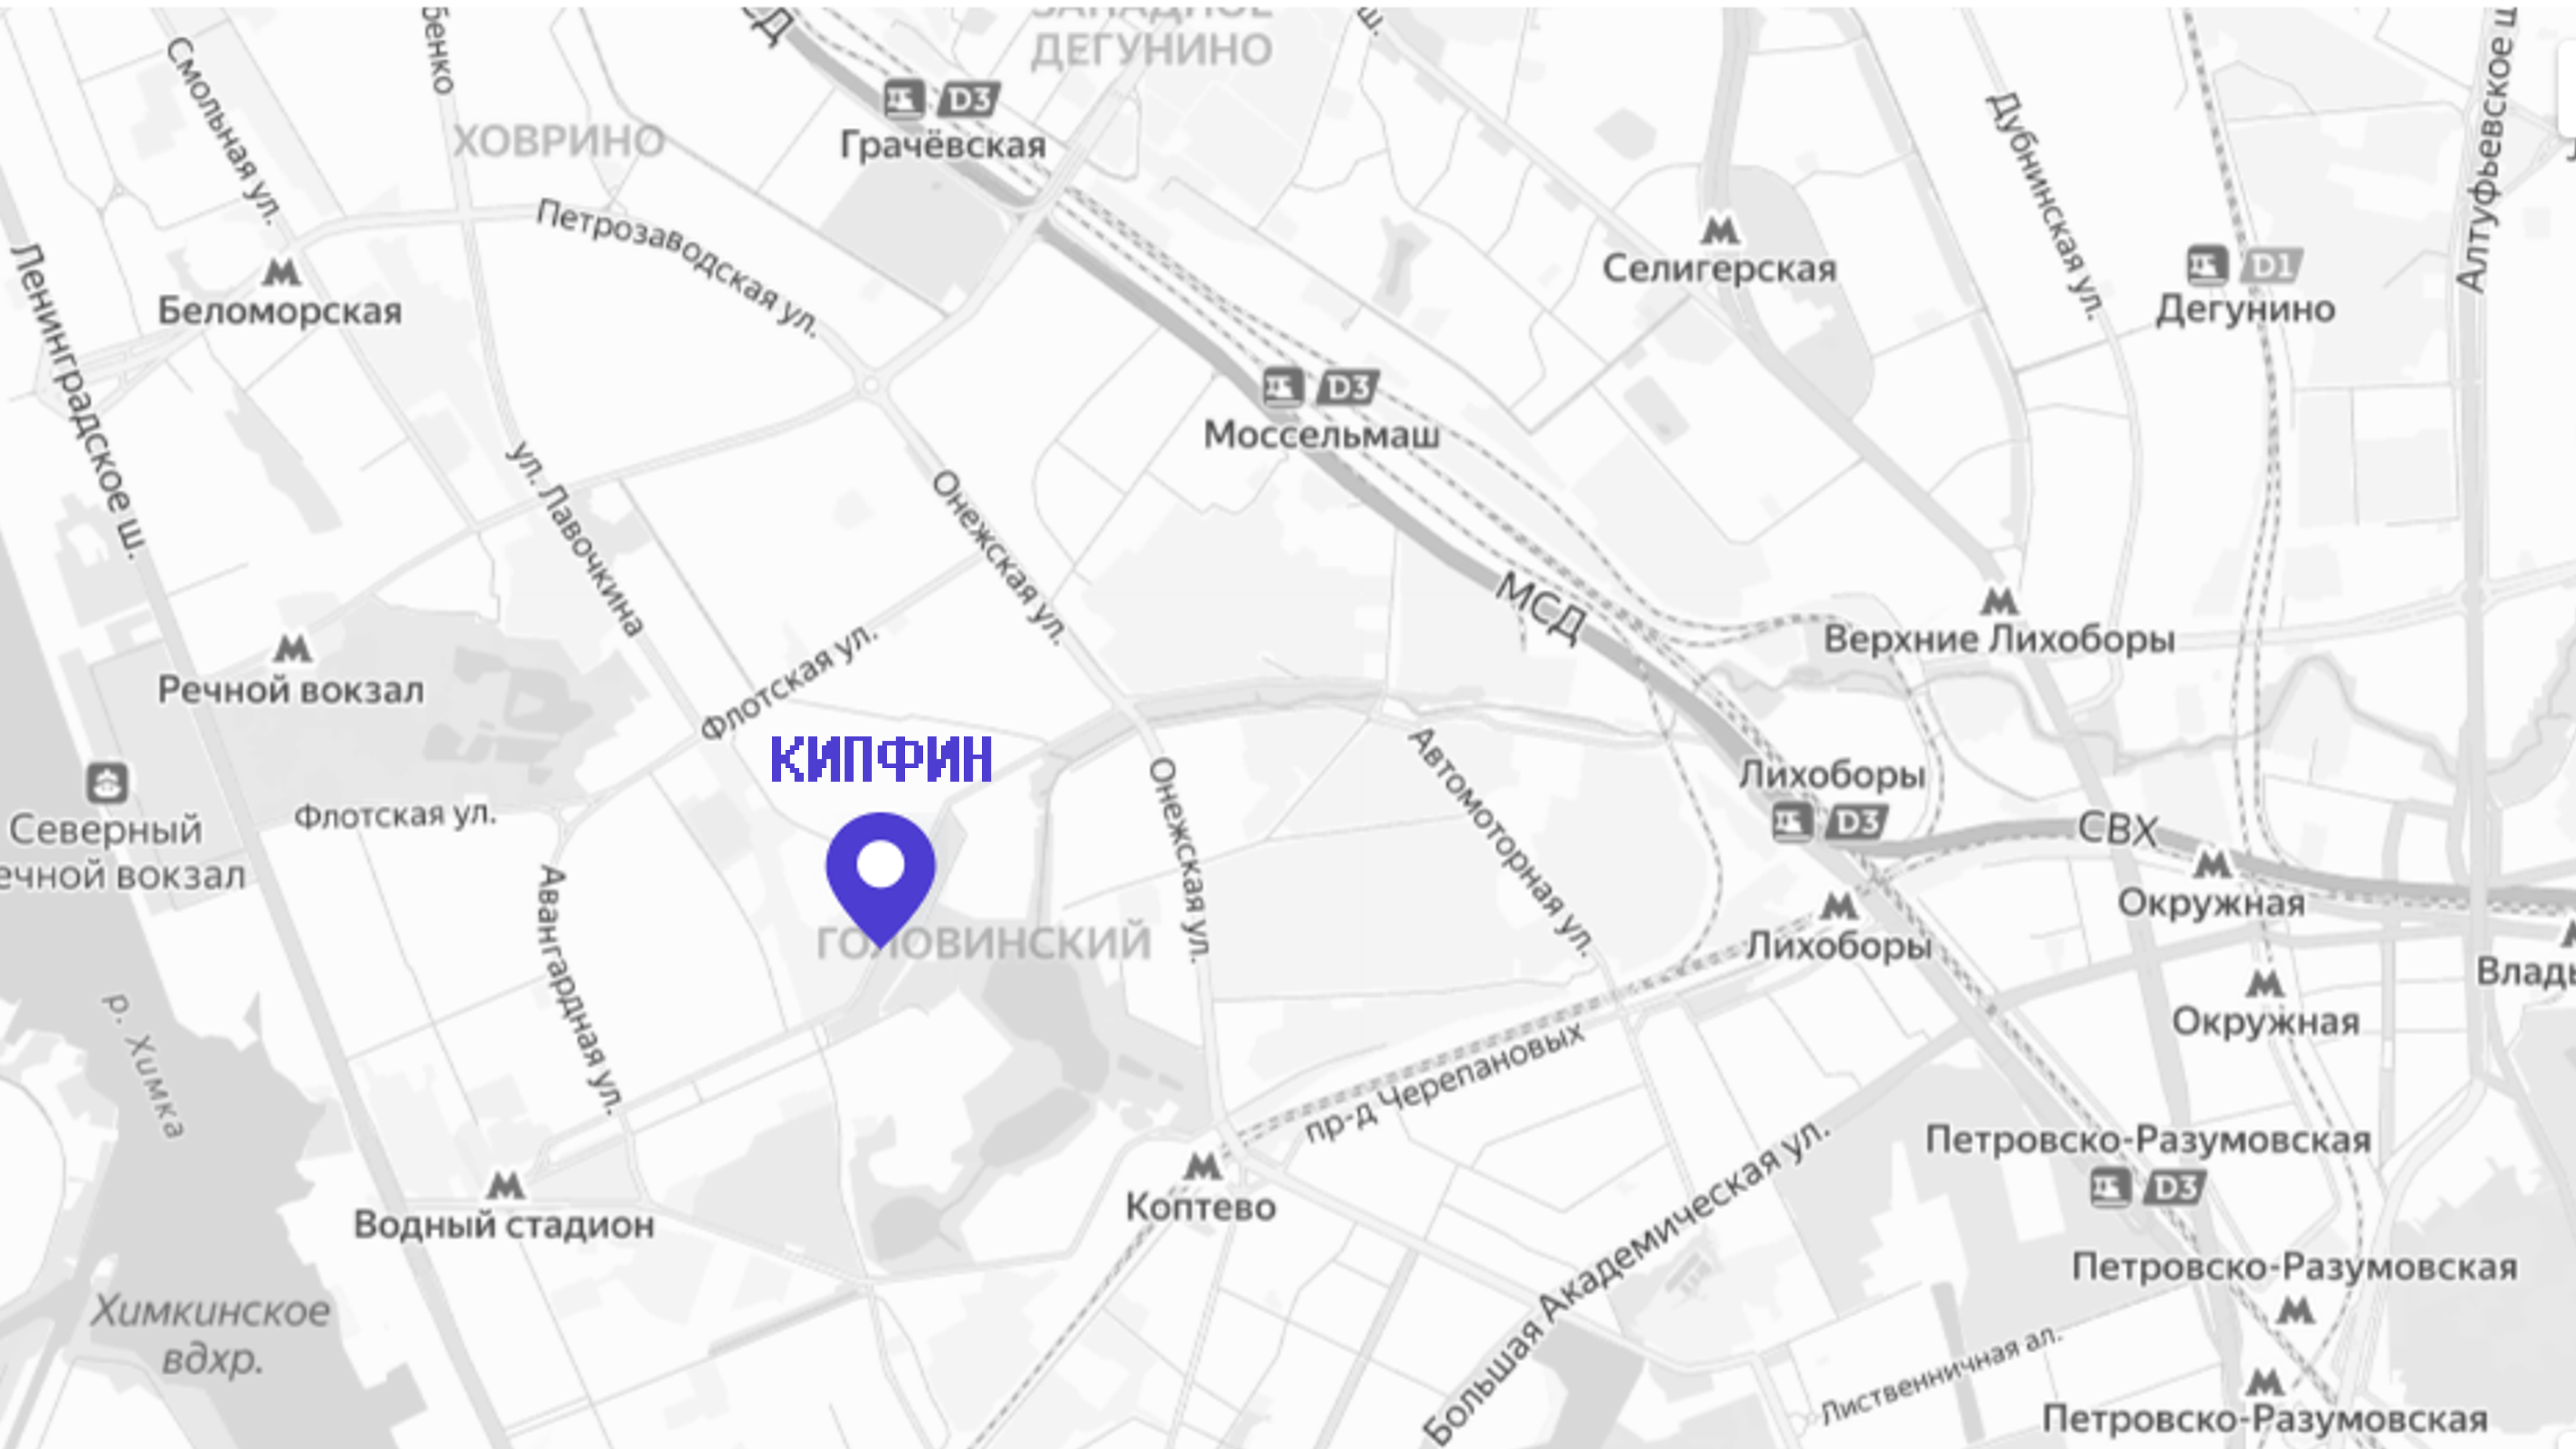 ЗАПАДНОЕ
ДЕГУНИНО
Смольная ул.
ХОВРИНО
D3
Грачёвская
Петрозаводская ул.
Дубнинская ул.
Алтуфьевское ш
Селигерская
D1
Дегунино
Беломорская
Ленинградское ш.
D3
Моссельмаш
ул. Лавочкина
Онежская ул.
МСД
Верхние Лихоборы
Речной вокзал
Флотская ул.
КИПФИН
Автомоторная ул.
Онежская ул.
Лихоборы
D3
СВХ
Северный
ечной вокзал
Флотская ул.
Авангардная ул.
ГОЛОВИНСКИЙ
Окружная
Лихоборы
Влады
Окружная
р. Химка
пр-д Черепановых
Петровско-Разумовская
D3
Водный стадион
Коптево
Большая Академическая ул.
Петровско-Разумовская
Химкинское
вдхр.
Лиственничная ал.
Петровско-Разумовская